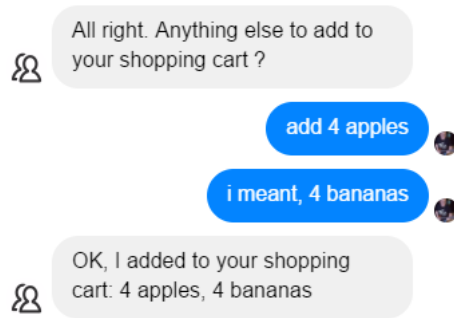 All right. Anything else to add to
your shopping cart ?
add 4 apples
i meant, 4 bananas
OK, I added to your shopping
cart: 4 apples, 4 bananas